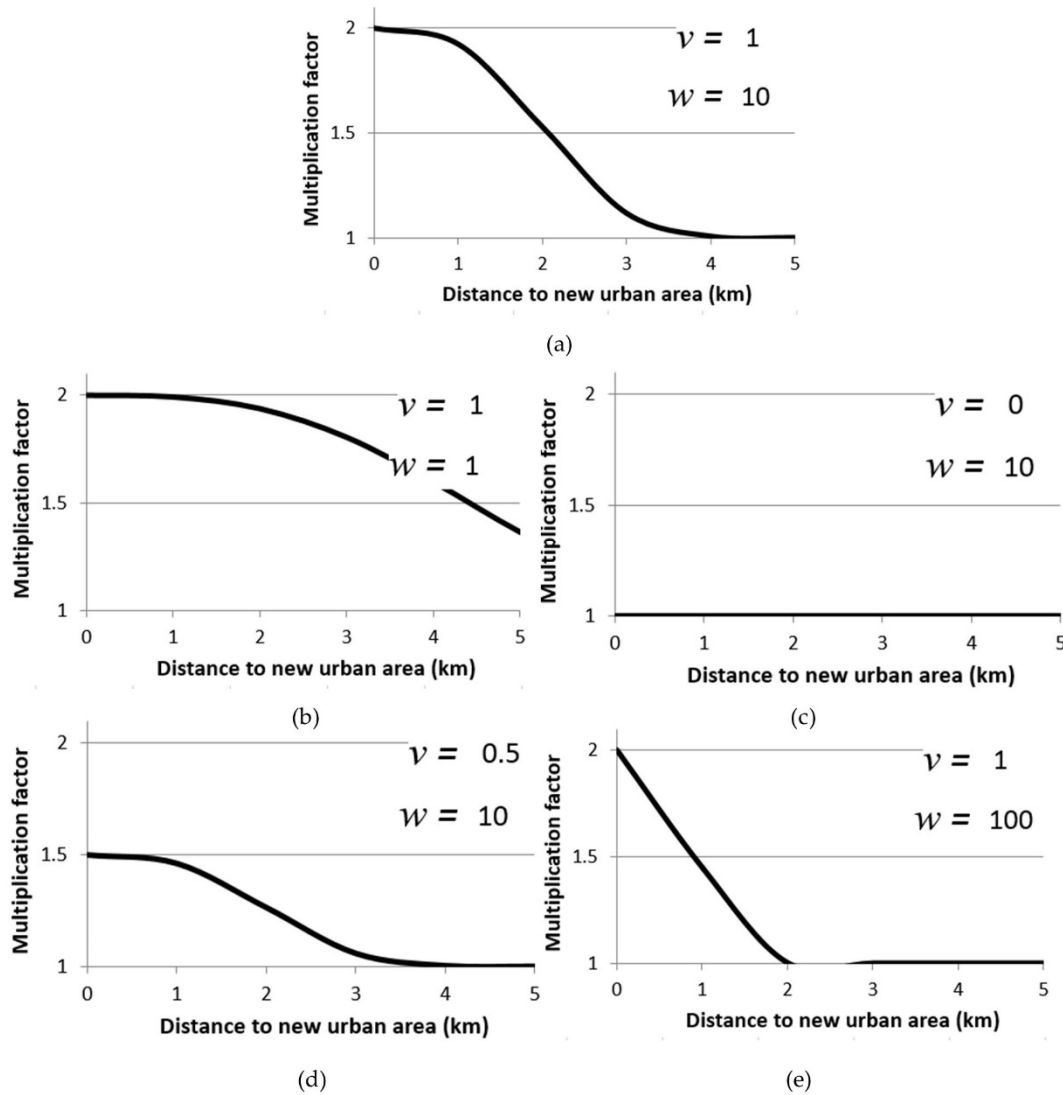 2
1.5
1
Multiplication factor
v = 1
w = 10
0 1 2 3 4 5
Distance to new urban area (km)
(a)
2
1.5
1
Multiplication factor
v = 1
w = 1
0 1 2 3 4 5
Distance to new urban area (km)
(b)
2
1.5
1
Multiplication factor
v = 0
w = 10
0 1 2 3 4 5
Distance to new urban area (km)
(c)
2
1.5
1
Multiplication factor
v = 0.5
w = 10
0 1 2 3 4 5
Distance to new urban area (km)
(d)
2
1.5
1
Multiplication factor
v = 1
w = 100
0 1 2 3 4 5
Distance to new urban area (km)
(e)